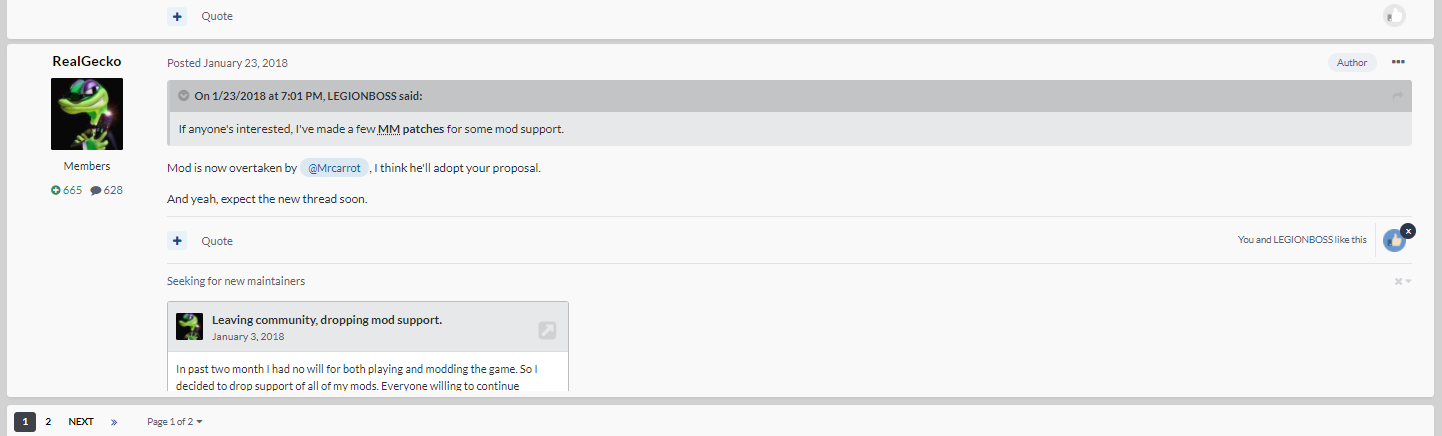 Quote
RealGecko
Posted January 23, 2018
Author
On 1/23/2018 at 7:01 PM, LEGIONBOSS said:
If anyone's interested, I've made a few MM patches for some mod support.
Members
665 628
Mod is now overtaken by @Mrcarrot, I think he'll adopt your proposal.
And yeah, expect the new thread soon.
Quote
You and LEGIONBOSS like this
x
Seeking for new maintainers
Leaving community, dropping mod support.
January 3, 2018
In past two month I had no will for both playing and modding the game. So I
decided to drop support of all of my mods. Everyone willing to continue
1 2 NEXT » Page 1 of 2